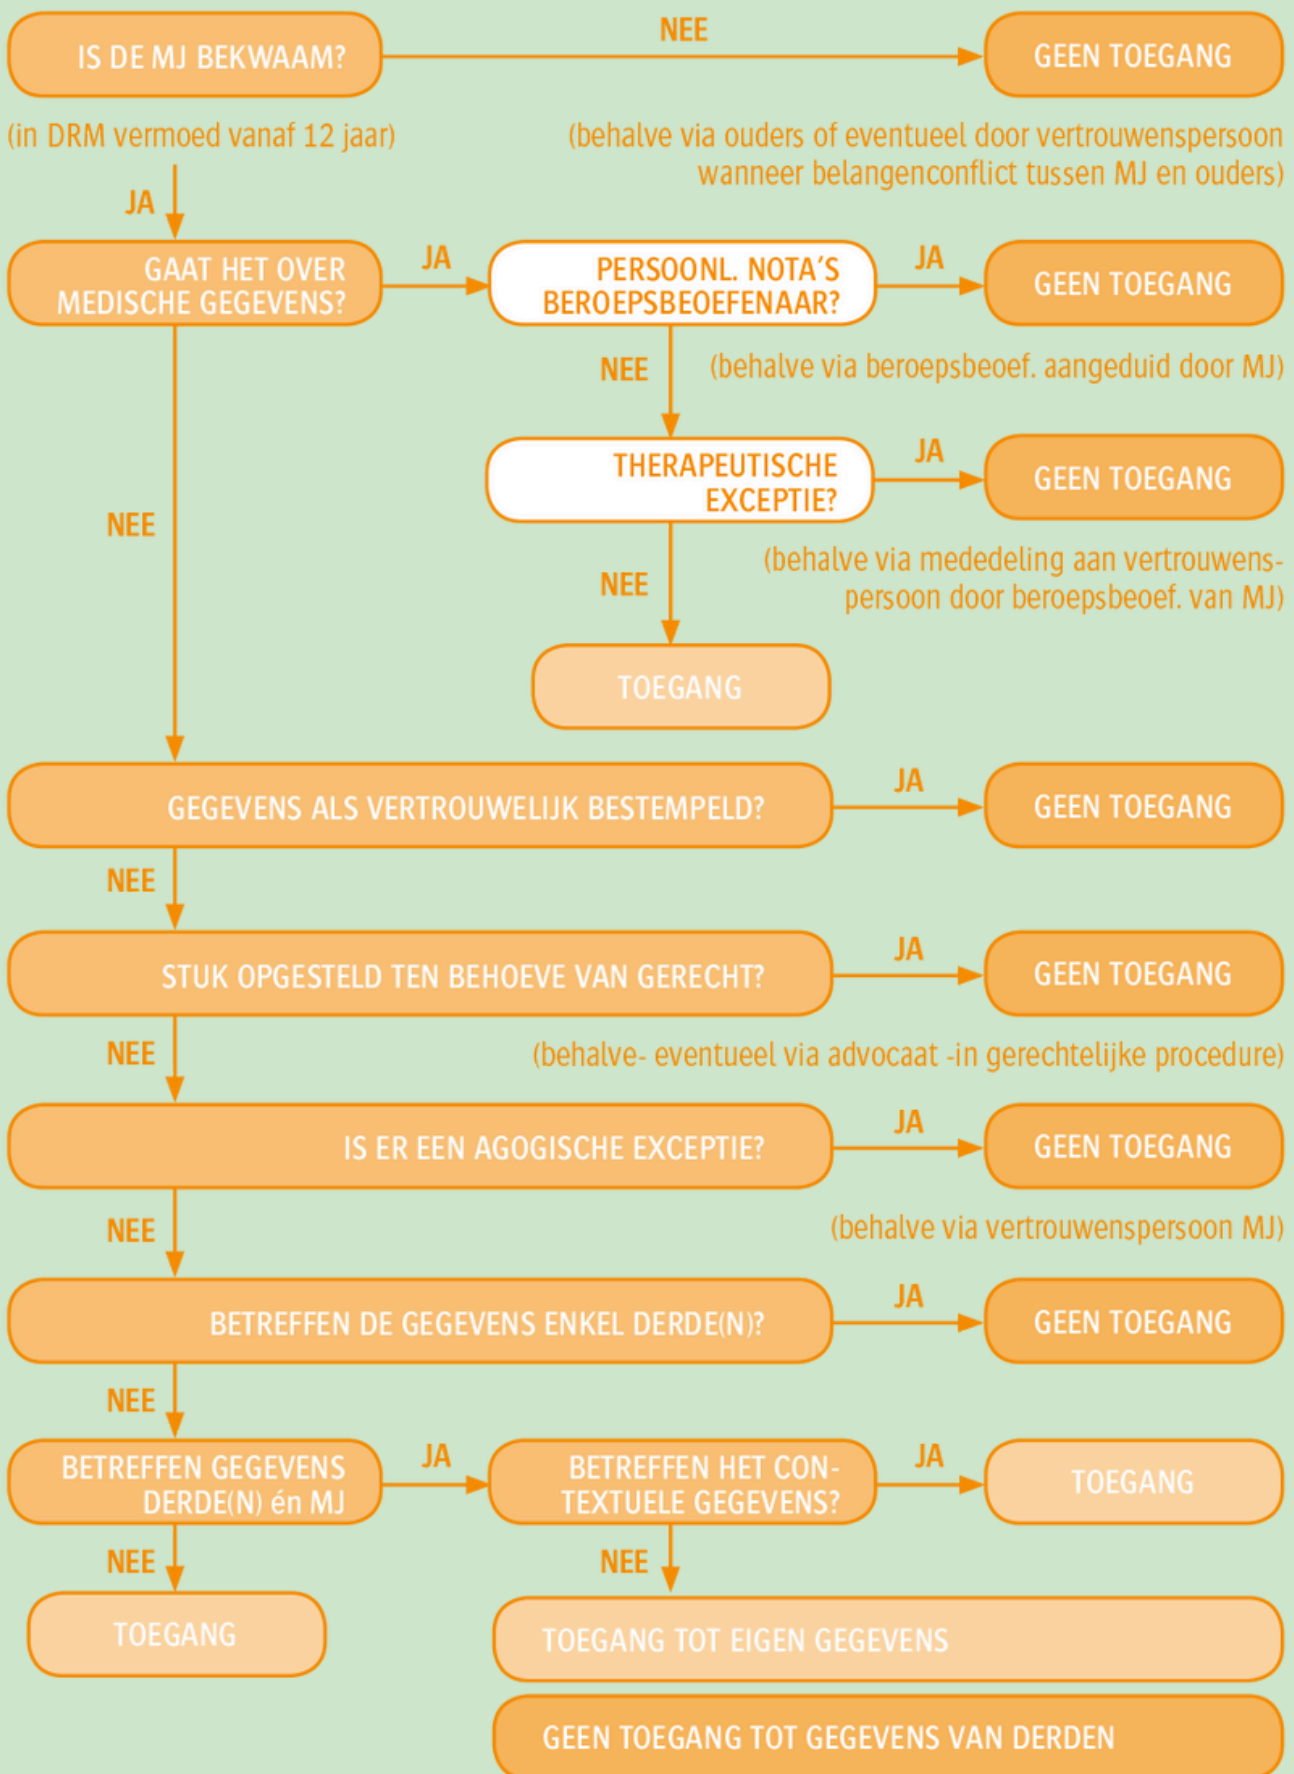 NEE
IS DE MJ BEKWAAM?
GEEN TOEGANG
(in DRM vermoed vanaf 12 jaar)
(behalve via ouders of eventueel door vertrouwenspersoon
wanneer belangenconflict tussen MJ en ouders)
JA
GAAT HET OVER
MEDISCHE GEGEVENS?
JA
PERSOONL. NOTA'S
BEROEPSBEOEFENAAR?
JA
GEEN TOEGANG
NEE
(behalve via beroepsbeoef. aangeduid door MJ)
THERAPEUTISCHE
EXCEPTIE?
JA
GEEN TOEGANG
NEE
(behalve via mededeling aan vertrouwens-
persoon door beroepsbeoef. van MJ)
NEE
TOEGANG
GEGEVENS ALS VERTROUWELIJK BESTEMPELD?
JA
GEEN TOEGANG
NEE
STUK OPGESTELD TEN BEHOEVE VAN GERECHT?
JA
GEEN TOEGANG
NEE
(behalve- eventueel via advocaat -in gerechtelijke procedure)
IS ER EEN AGOGISCHE EXCEPTIE?
JA
GEEN TOEGANG
NEE
(behalve via vertrouwenspersoon MJ)
BETREFFEN DE GEGEVENS ENKEL DERDE(N)?
JA
GEEN TOEGANG
NEE
BETREFFEN GEGEVENS
DERDE(N) én MJ
JA
BETREFFEN HET CON-
TEXTUELE GEGEVENS?
JA
TOEGANG
NEE
TOEGANG
NEE
TOEGANG TOT EIGEN GEGEVENS
GEEN TOEGANG TOT GEGEVENS VAN DERDEN